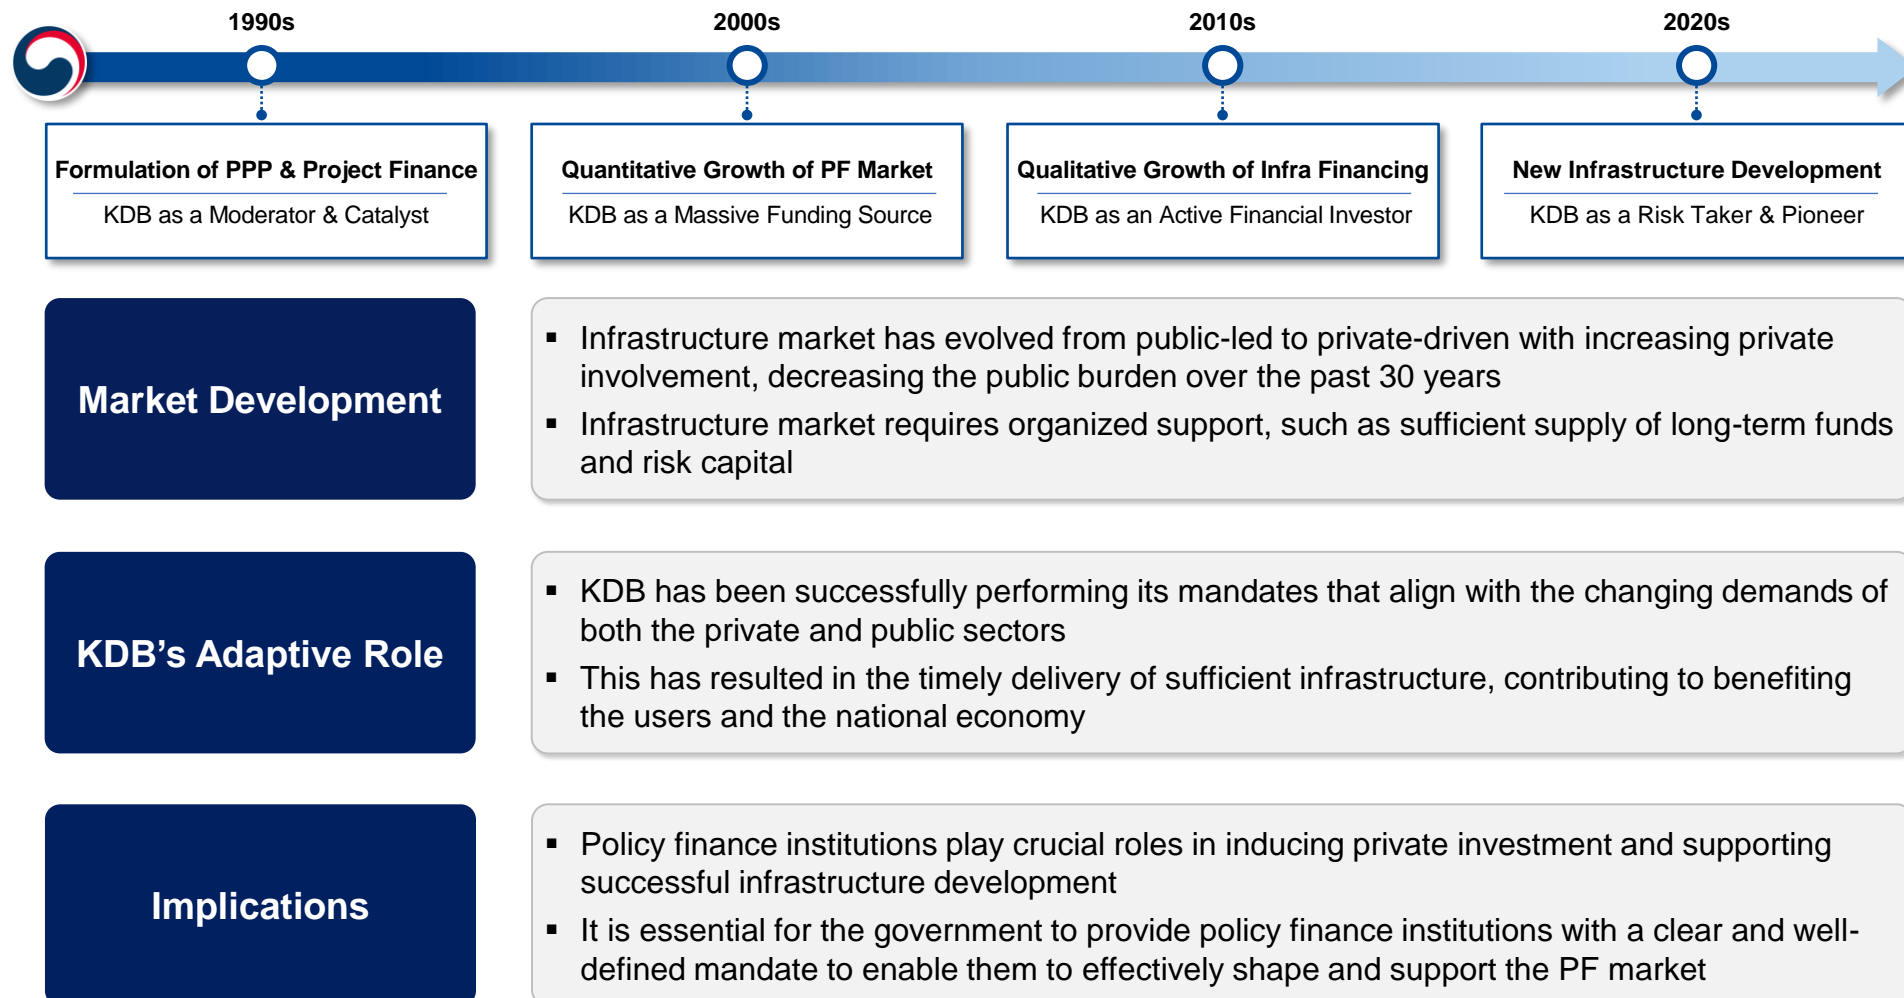 1990s
2000s
2010s
2020s
Formulation of PPP & Project Finance
KDB as a Moderator & Catalyst
Quantitative Growth of PF Market
KDB as a Massive Funding Source
Qualitative Growth of Infra Financing
KDB as an Active Financial Investor
New Infrastructure Development
KDB as a Risk Taker & Pioneer
Market Development
▪ Infrastructure market has evolved from public-led to private-driven with increasing private
involvement, decreasing the public burden over the past 30 years
▪ Infrastructure market requires organized support, such as sufficient supply of long-term funds
and risk capital
KDB's Adaptive Role
▪ KDB has been successfully performing its mandates that align with the changing demands of
both the private and public sectors
▪ This has resulted in the timely delivery of sufficient infrastructure, contributing to benefiting
the users and the national economy
Implications
▪ Policy finance institutions play crucial roles in inducing private investment and supporting
successful infrastructure development
▪ It is essential for the government to provide policy finance institutions with a clear and well-
defined mandate to enable them to effectively shape and support the PF market